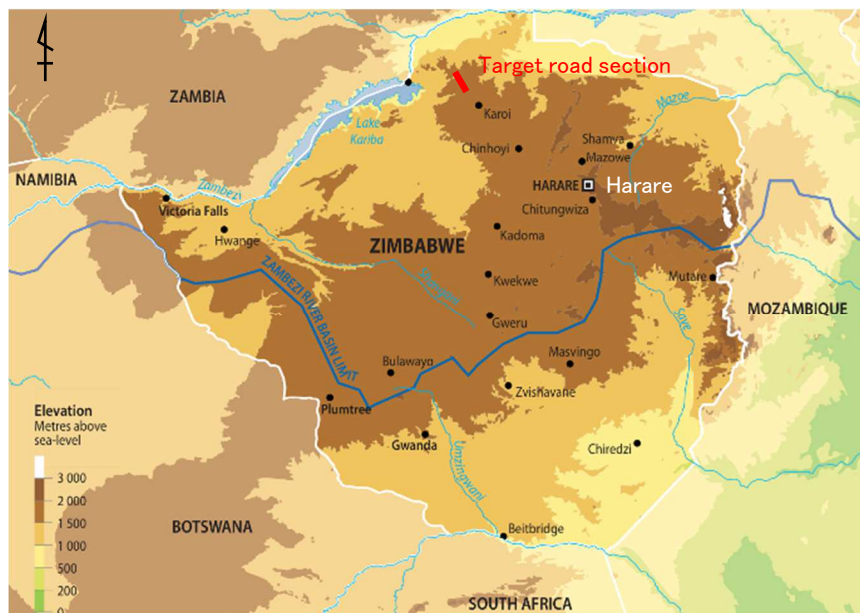 Target road section
ZAMBIA
Karoi
Lake
Kariba
Mazoe
Chinhoyi
Shamva
Mazowe
NAMIBIA
Zambezi
HARARE
Harare
Victoria Falls
Chitungwiza
Hwange
Kadoma
ZIMBABWE
ZAMBEZI RIVER BASIN LIMIT
Kwekwe
Mutare
MOZAMBIQUE
Gweru
Save
Masvingo
Bulawayo
Zvishavane
Plumtree
Elevation
Metres above
sea-level
Gwanda
Umzingwani
Chiredzi
3 000
2 000
1 500
1 000
500
200
0
BOTSWANA
Beitbridge
SOUTH AFRICA